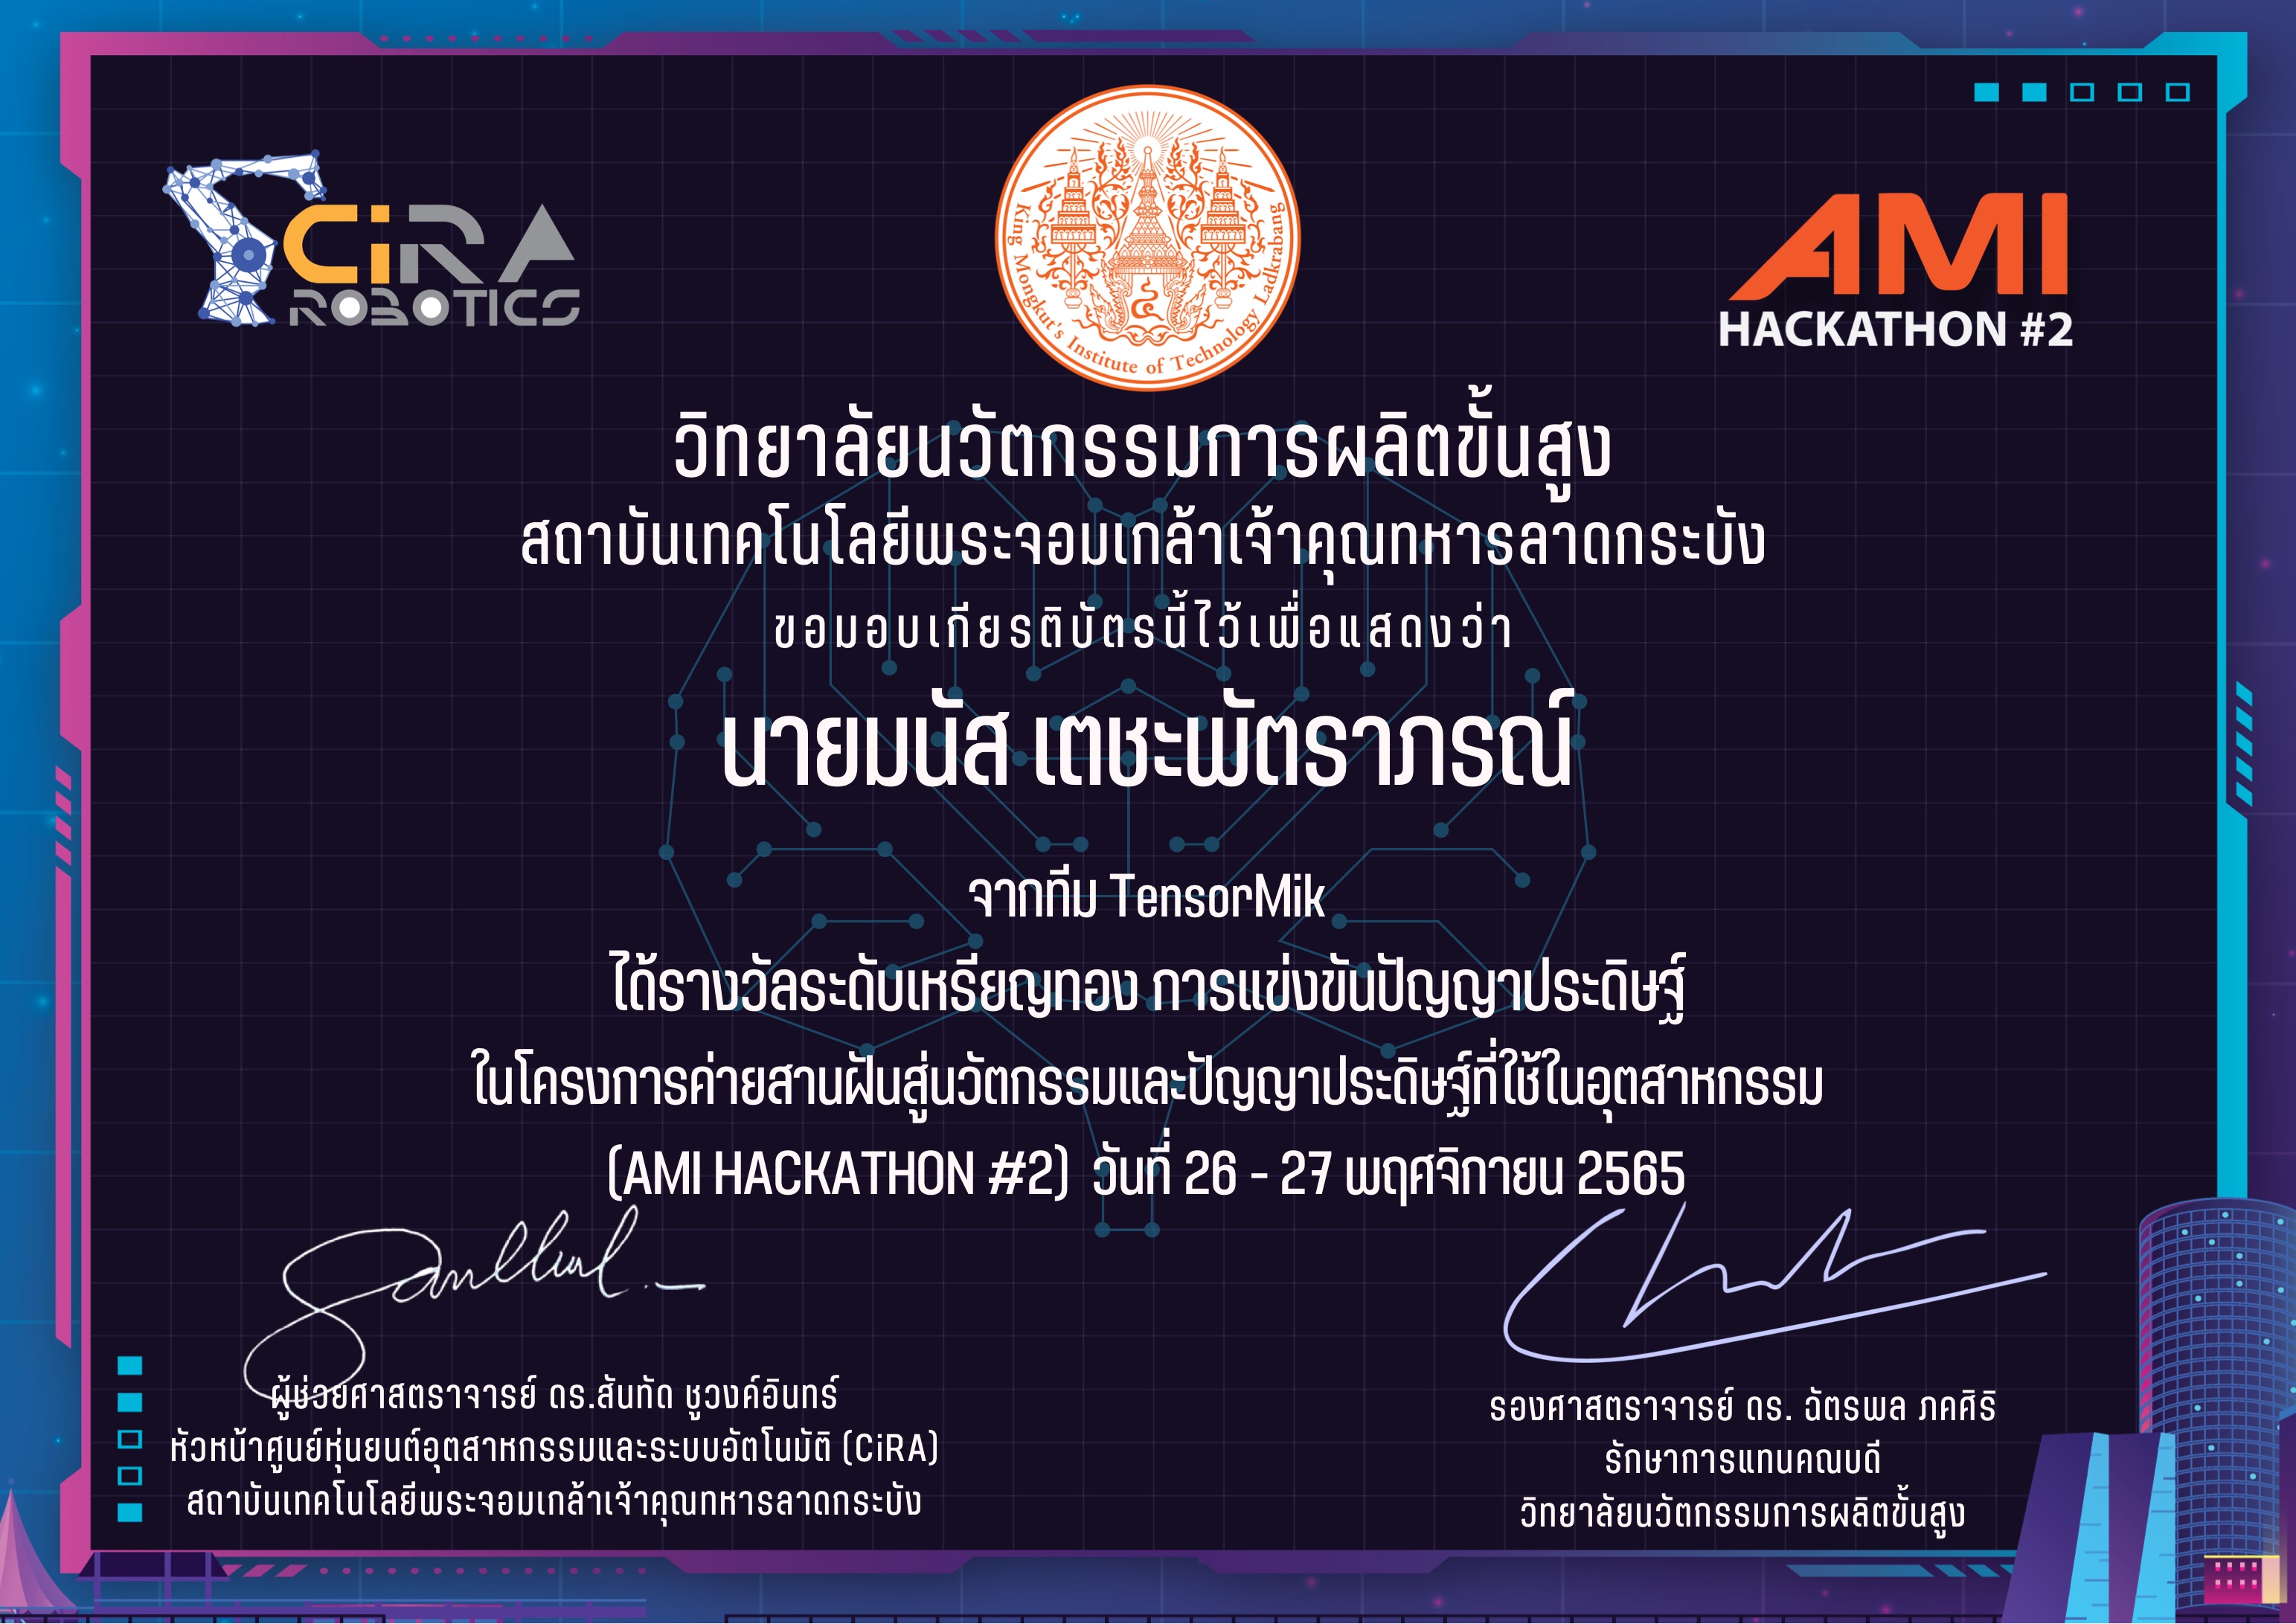 CiRA
ROBOTICS
King Mongkut's Institute of Technology Ladkrabang
๔
AMI
HACKATHON #2
วิทยาลัยนวัตกรรมการผลิตขั้นสูง
สถาบันเทคโนโลยีพระจอมเกล้าเจ้าคุณทหารลาดกระบัง
ขอมอบเกียรติบัตรนี้ไว้เพื่อแสดงว่า
นายมนัส เตชะพัตราภรณ์
จากทีม TensorMik
ได้รางวัลระดับเหรียญทอง การแข่งขันปัญญาประดิษฐ์
ในโครงการค่ายสานฝันสู่นวัตกรรมและปัญญาประดิษฐ์ที่ใช้ในอุตสาหกรรม
(AMI HACKATHON #2) วันที่ 26 - 27 พฤศจิกายน 2565
ผู้ช่วยศาสตราจารย์ ดร.สันทัด ชูวงค์อินทร์
หัวหน้าศูนย์หุ่นยนต์อุตสาหกรรมและระบบอัตโนมัติ (CiRA)
สถาบันเทคโนโลยีพระจอมเกล้าเจ้าคุณทหารลาดกระบัง
รองศาสตราจารย์ ดร. ฉัตรพล ภคศิริ
รักษาการแทนคณบดี
วิทยาลัยนวัตกรรมการผลิตขั้นสูง